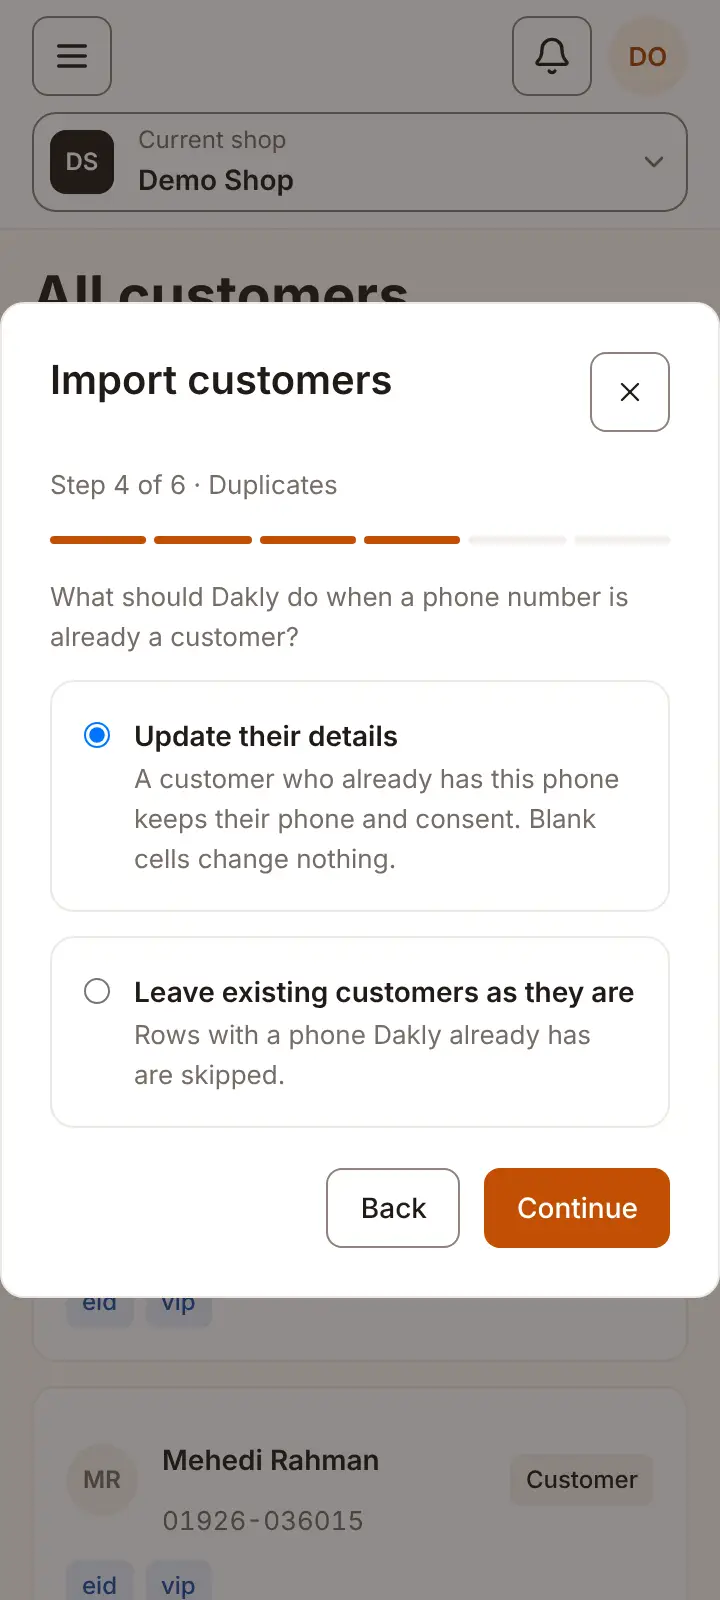 DO
DS
Current shop
Demo Shop
All customers
Import customers
Step 4 of 6 · Duplicates
What should Dakly do when a phone number is
already a customer?
Update their details
A customer who already has this phone
keeps their phone and consent. Blank
cells change nothing.
Leave existing customers as they are
Rows with a phone Dakly already has
are skipped.
Back
Continue
eid vip
MR
Mehedi Rahman
Customer
01926-036015
eid vip